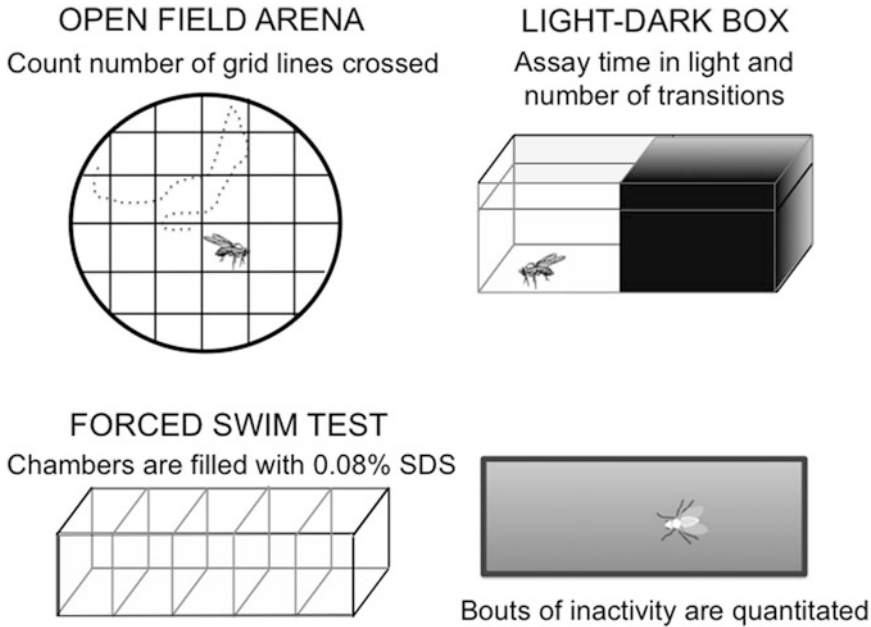 OPEN FIELD ARENA
Count number of grid lines crossed
LIGHT-DARK BOX
Assay time in light and
number of transitions
FORCED SWIM TEST
Chambers are filled with 0.08% SDS
Bouts of inactivity are quantitated